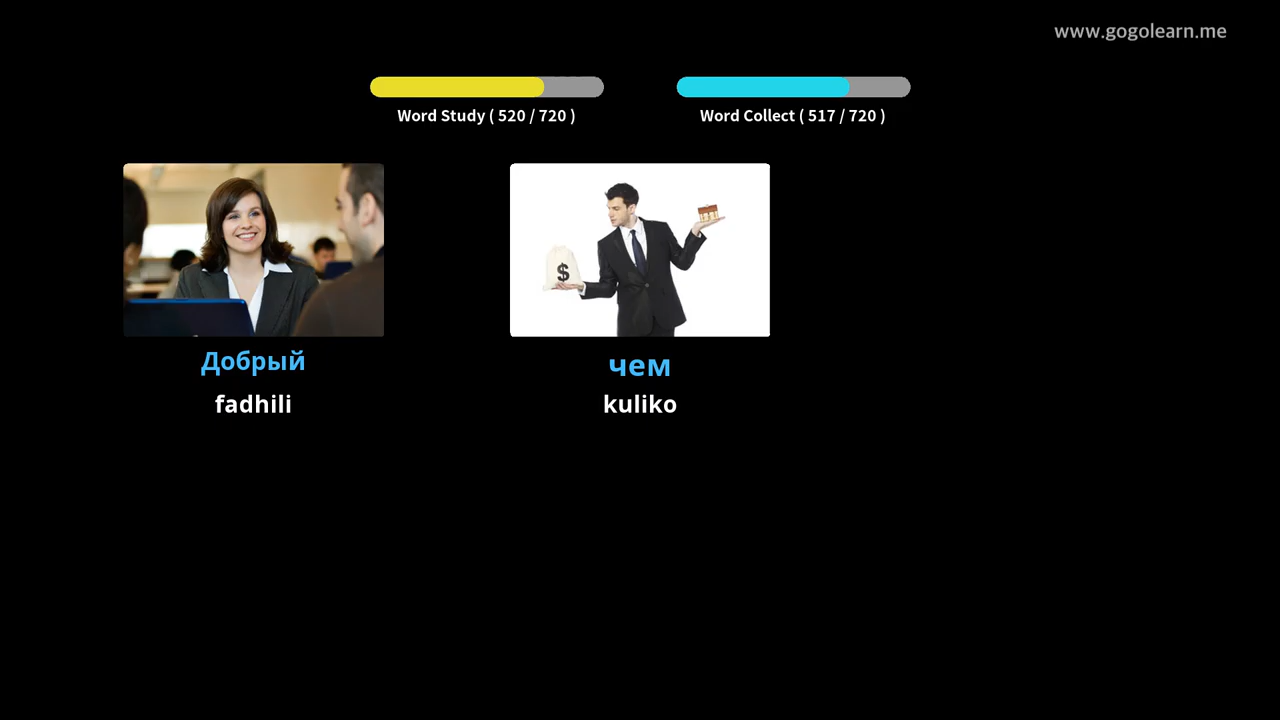 www.gogolearn.me
Word Study ( 520 / 720 )
Word Collect ( 517 / 720 )
Добрый
чем
fadhili
kuliko
$